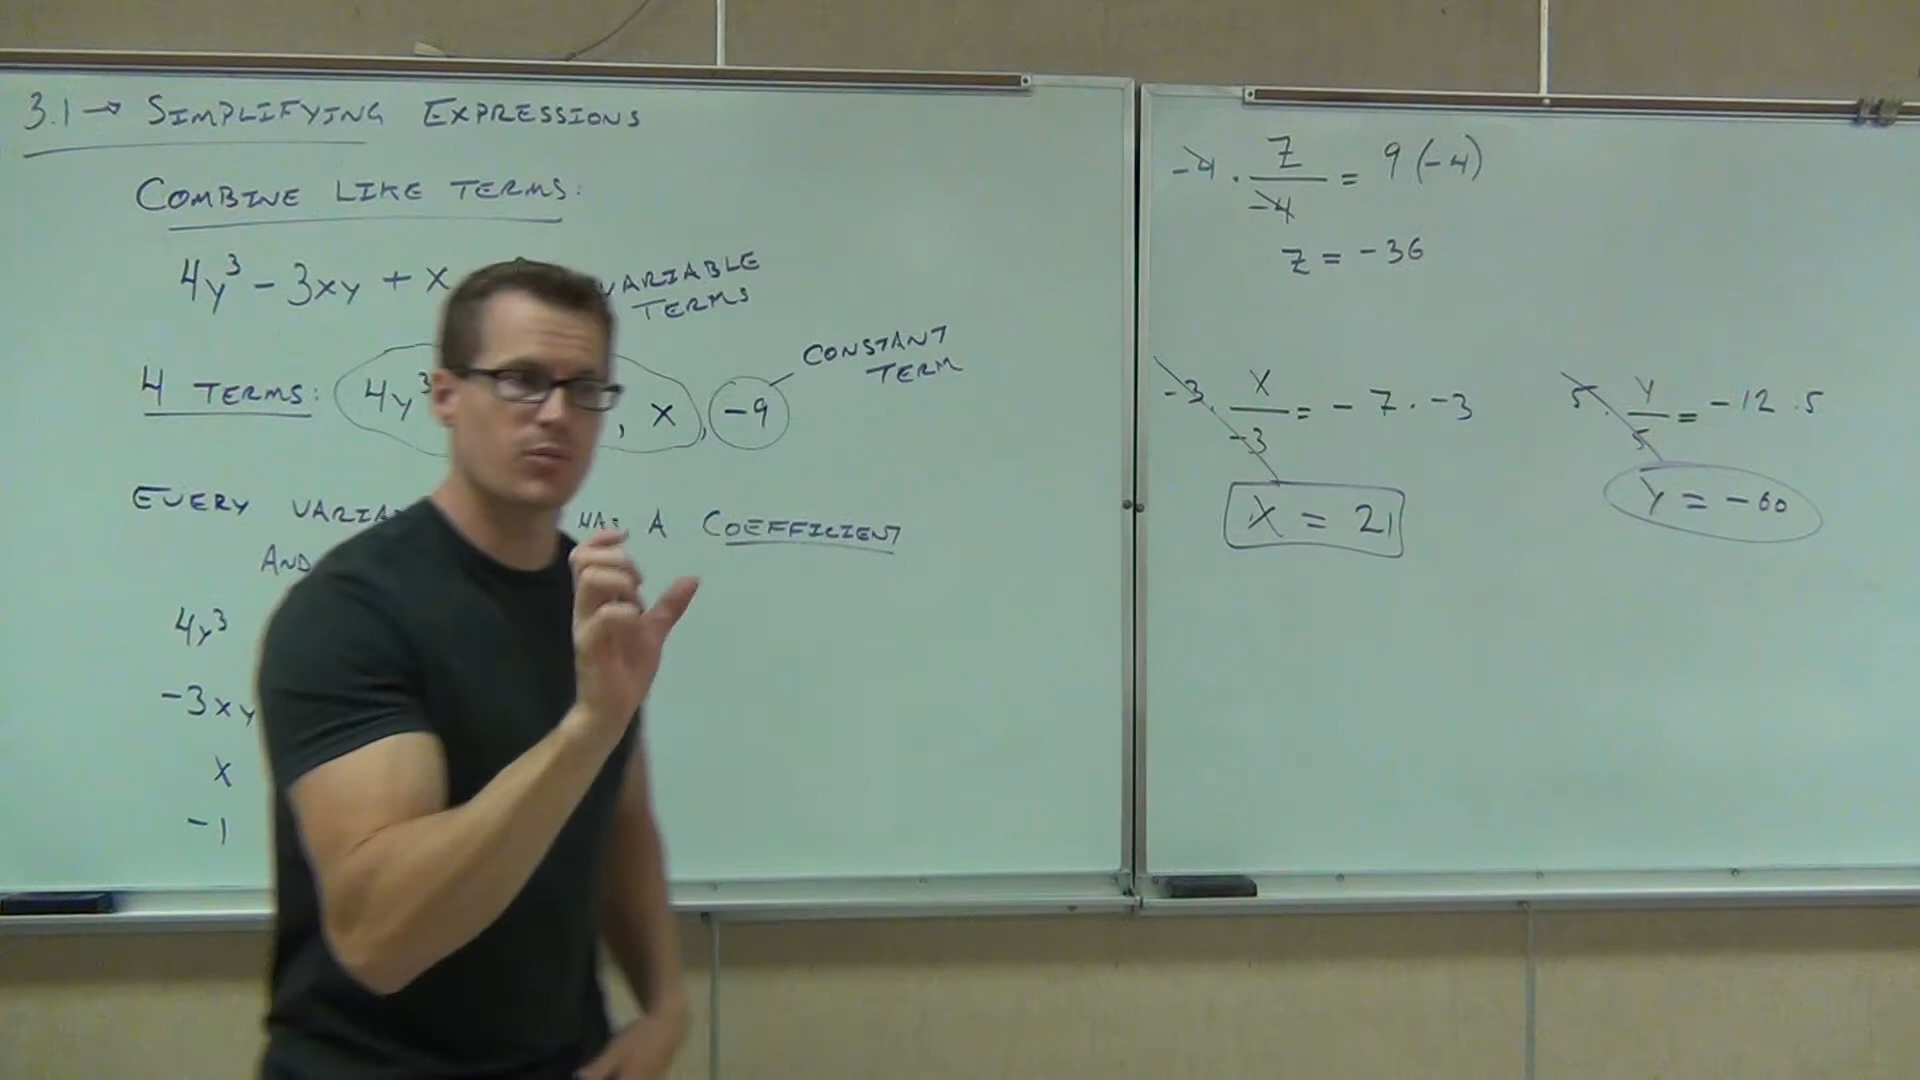 3.1 → SIMPLIFYING EXPRESSIONS
COMBINE LIKE TERMS:
4y³ - 3xy + x
VARIABLE
TERMS
CONSTANT
TERM
4 TERMS: 4y³ , x , -9
EVERY HAS A COEFFICIENT
AND
4y³
-3xy
x
-1
-4 · z/-4 = 9(-4)
z = -36
-3 · x/-3 = -7 · -3
x = 21
5 · y/5 = -12 · 5
y = -60